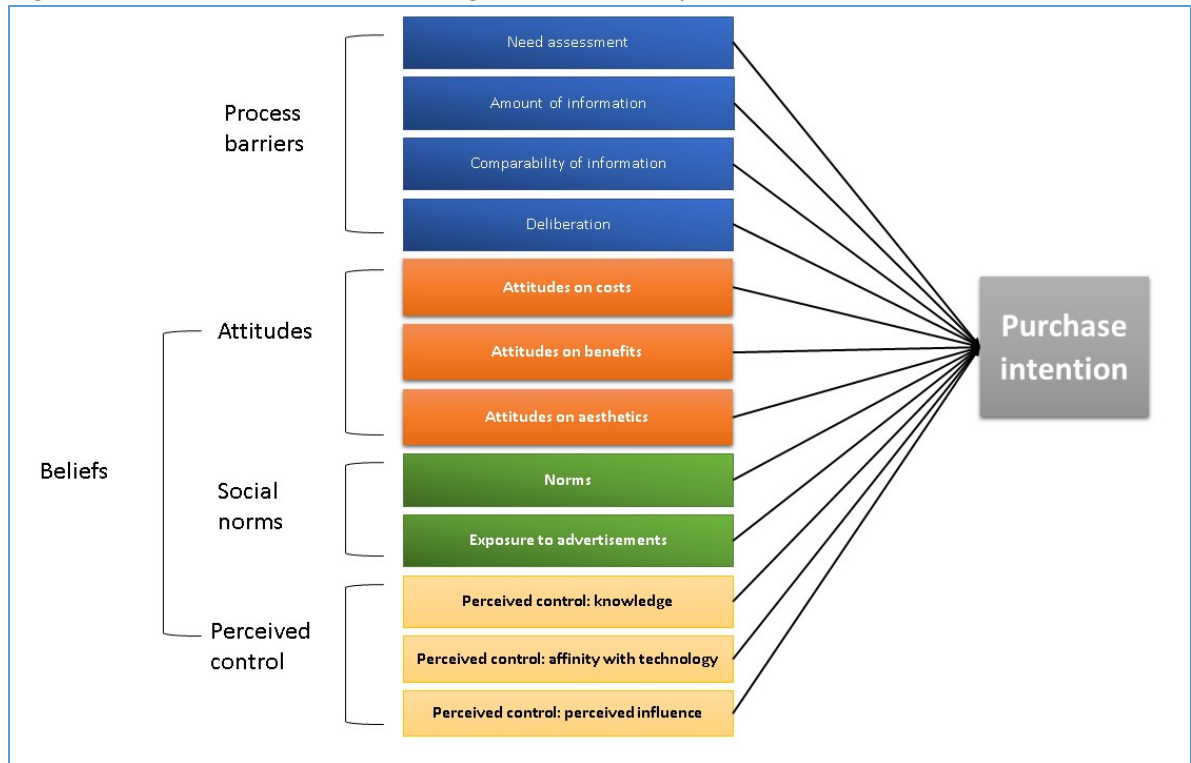 Need assessment
Amount of information
Process
barriers
Comparability of information
Deliberation
Attitudes on costs
Attitudes
Attitudes on benefits
Purchase
intention
Attitudes on aesthetics
Beliefs
Norms
Social
norms
Exposure to advertisements
Perceived control: knowledge
Perceived
control
Perceived control: affinity with technology
Perceived control: perceived influence